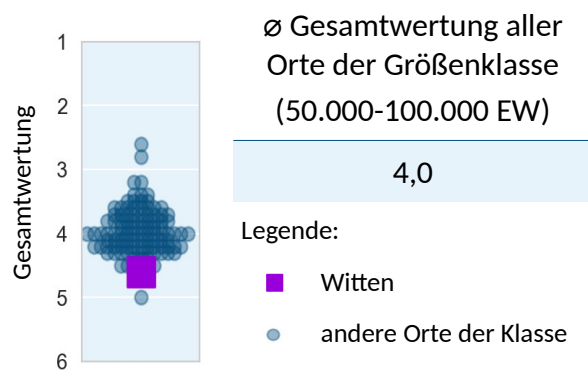 1
2
3
4
5
6
Gesamtwertung
ø Gesamtwertung aller
Orte der Größenklasse
(50.000-100.000 EW)
4,0
Legende:
Witten
andere Orte der Klasse